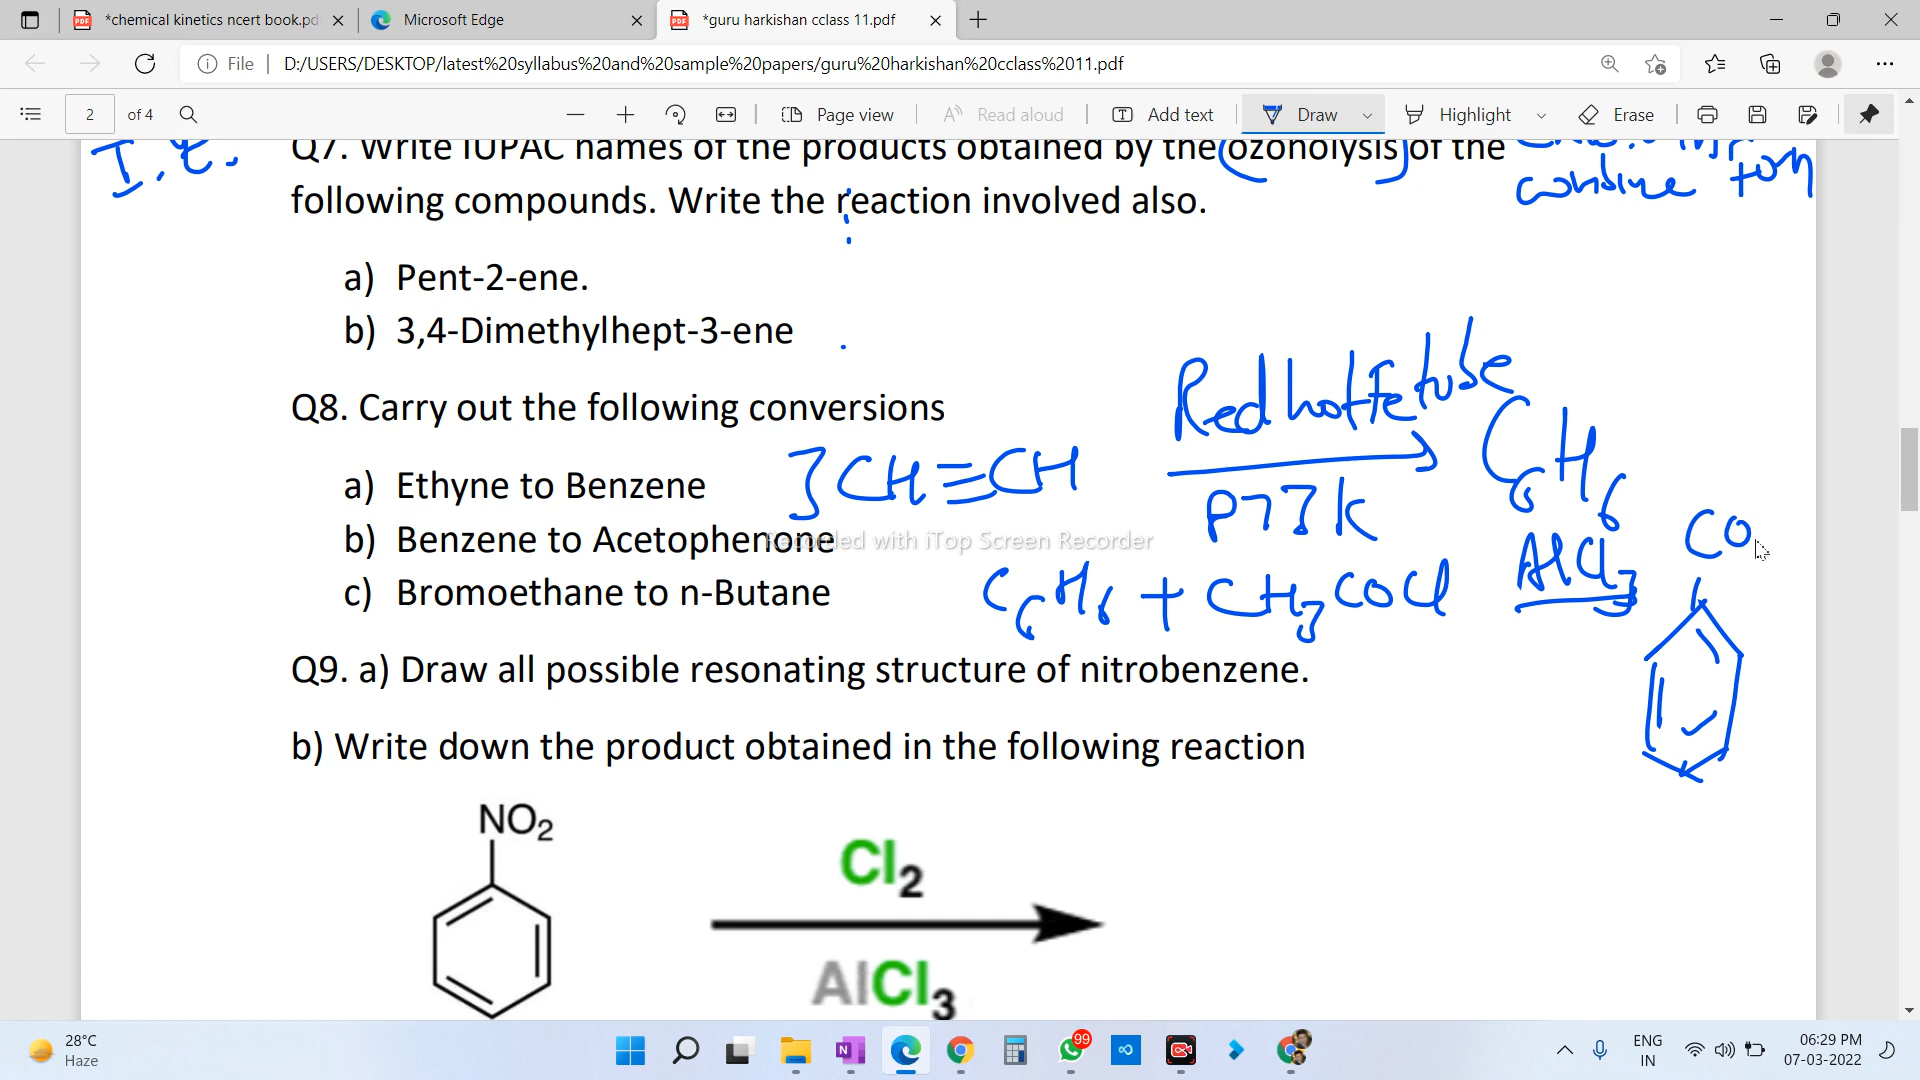 *chemical kinetics ncert book.pd
Microsoft Edge
*guru harkishan cclass 11.pdf
File
D:/USERS/DESKTOP/latest%20syllabus%20and%20sample%20papers/guru%20harkishan%20cclass%2011.pdf
2 of 4
Page view
Read aloud
Add text
Draw
Highlight
Erase
Q7. Write IUPAC names of the products obtained by the ozonolysis of the
combine
following compounds. Write the reaction involved also.
a) Pent-2-ene.
b) 3,4-Dimethylhept-3-ene
Red hot Fe tube
Q8. Carry out the following conversions
a) Ethyne to Benzene 3CH≡CH C6H6
873K
b) Benzene to Acetophenone
Recorded with iTop Screen Recorder
CO
c) Bromoethane to n-Butane C6H6 + CH3COCl AlCl3
Q9. a) Draw all possible resonating structure of nitrobenzene.
b) Write down the product obtained in the following reaction
NO2
Cl2
AlCl3
28°C
Haze
99
ENG
IN
06:29 PM
07-03-2022